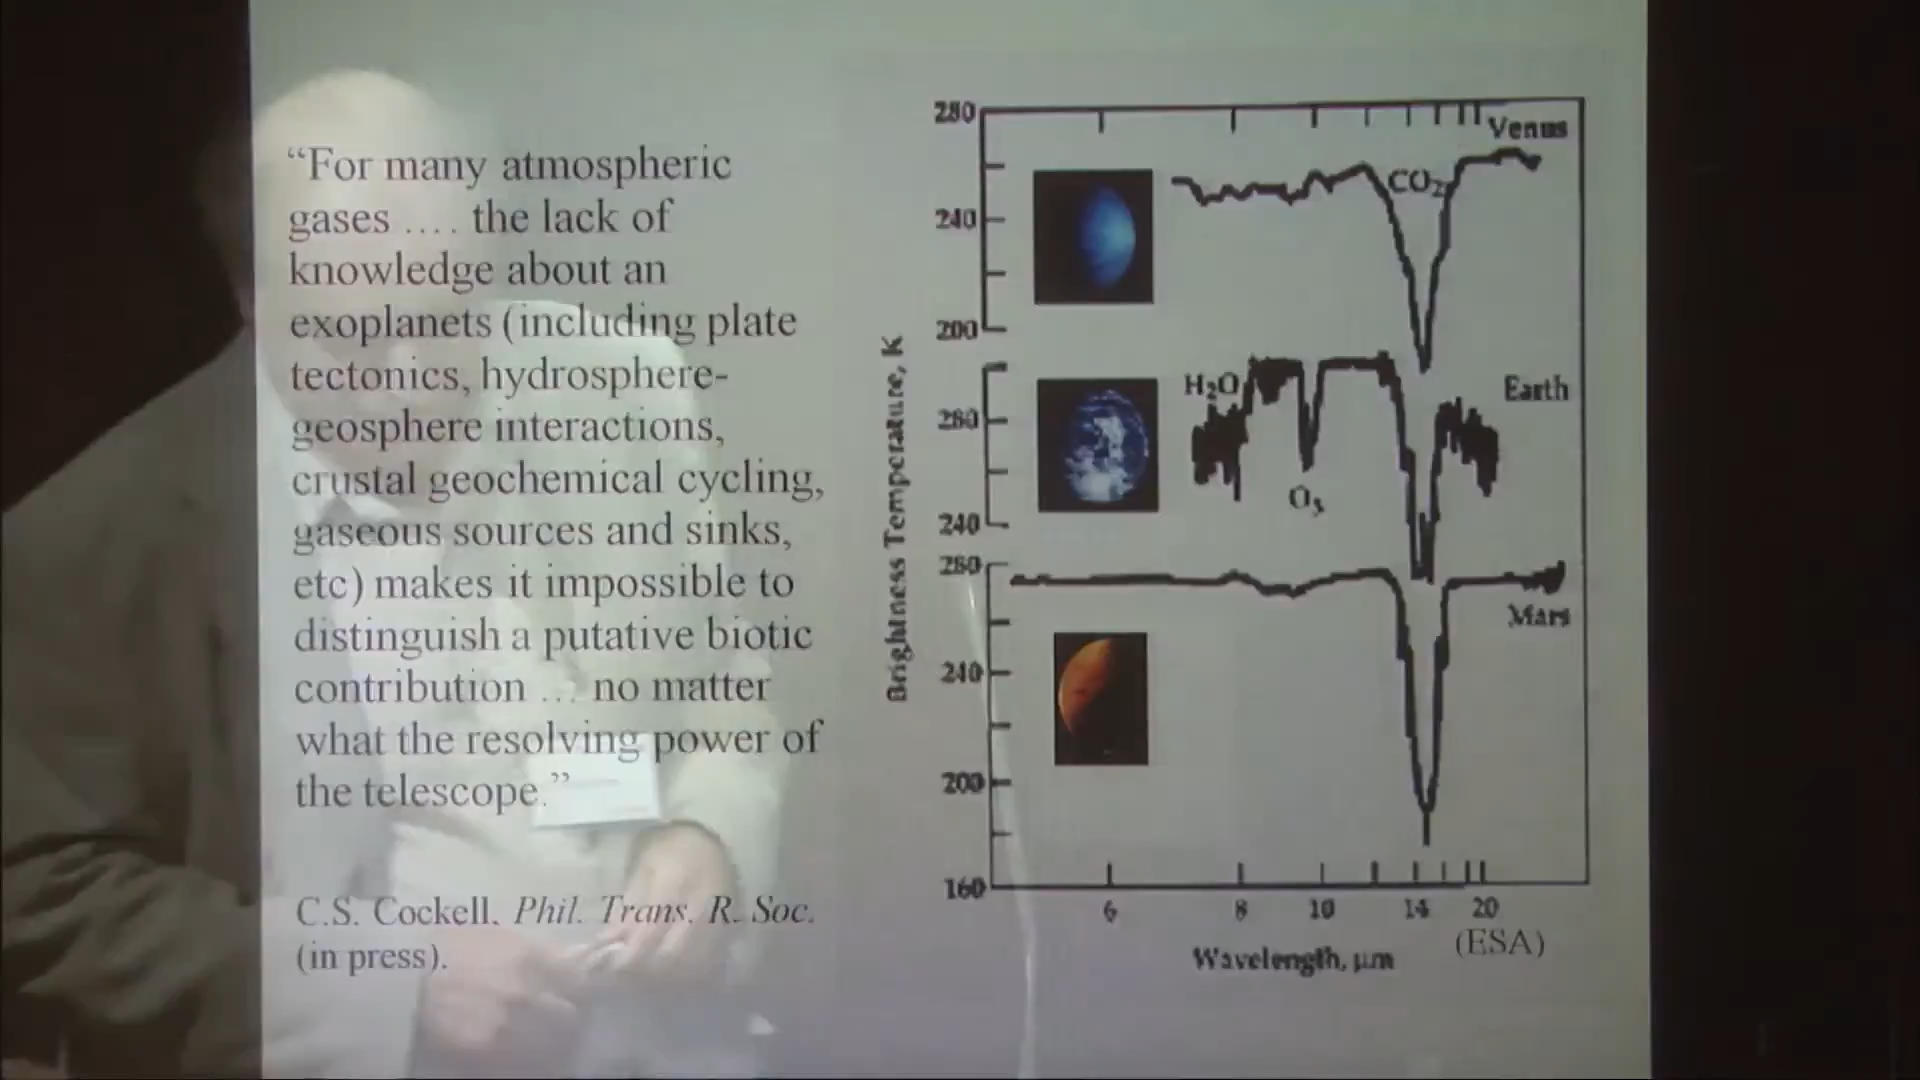 “For many atmospheric
gases .... the lack of
knowledge about an
exoplanets (including plate
tectonics, hydrosphere-
geosphere interactions,
crustal geochemical cycling,
gaseous sources and sinks,
etc) makes it impossible to
distinguish a putative biotic
contribution ... no matter
what the resolving power of
the telescope.”
C.S. Cockell, Phil. Trans. R. Soc.
(in press).
Brightness Temperature, K
280
Venus
CO2
240
200
H2O
Earth
280
O3
240
280
Mars
240
200
160
6 8 10 14 20
Wavelength, µm
(ESA)